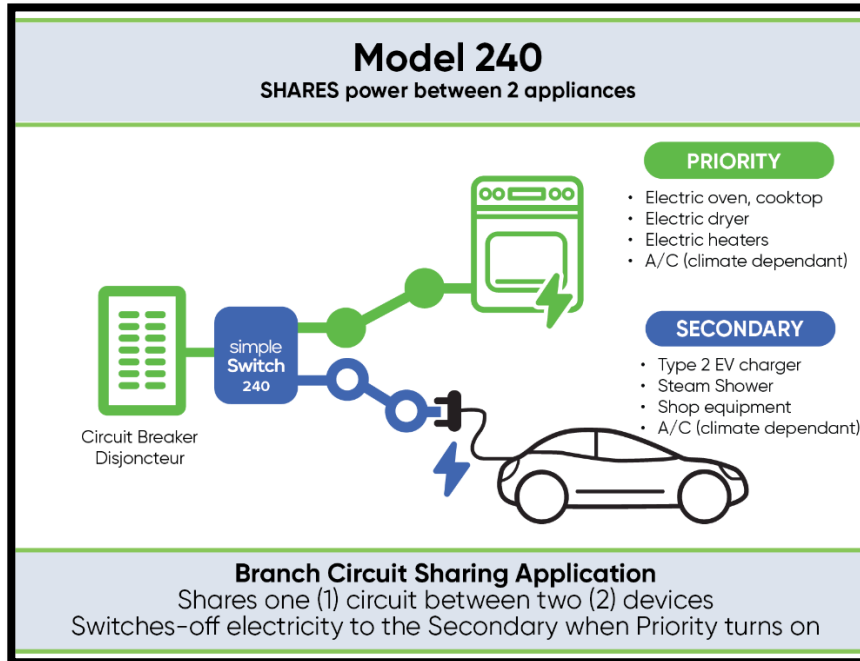 Model 240
SHARES power between 2 appliances
PRIORITY
• Electric oven, cooktop
• Electric dryer
• Electric heaters
• A/C (climate dependant)
simple
Switch
240
SECONDARY
• Type 2 EV charger
• Steam Shower
• Shop equipment
• A/C (climate dependant)
Circuit Breaker
Disjoncteur
Branch Circuit Sharing Application
Shares one (1) circuit between two (2) devices
Switches-off electricity to the Secondary when Priority turns on